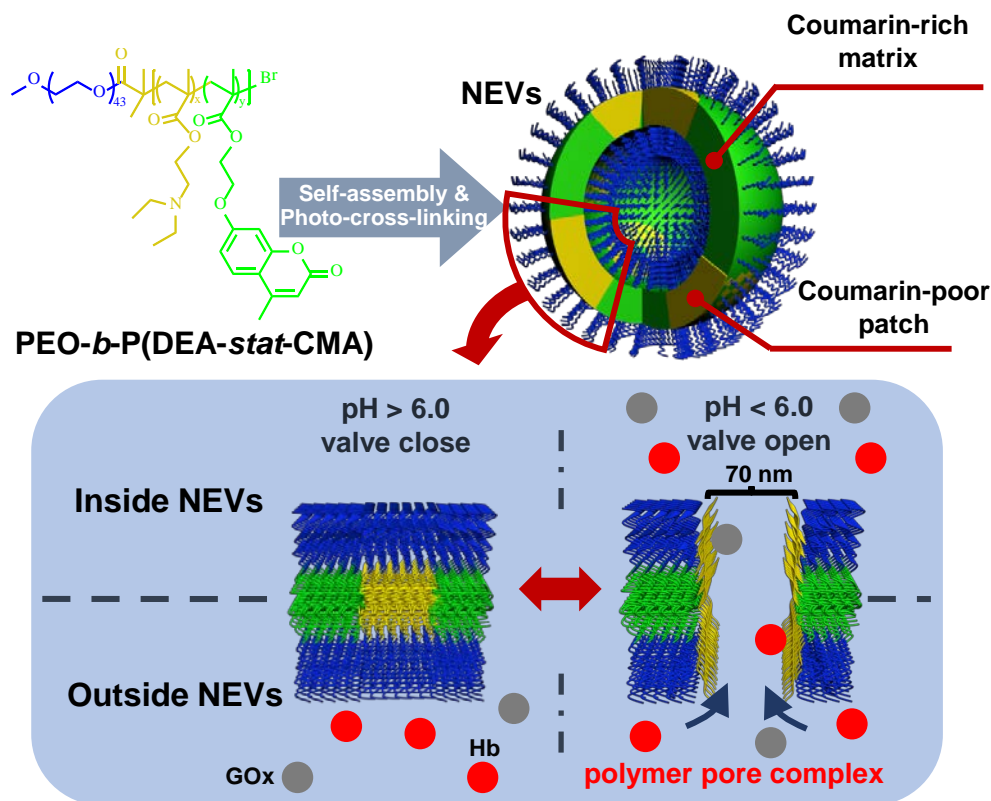 Coumarin-rich
matrix
NEVs
O
O
O
43
x
y
Br
O
O
O
O
N
O
O
O
Self-assembly &
Photo-cross-linking
Coumarin-poor
patch
PEO-b-P(DEA-stat-CMA)
pH > 6.0
valve close
pH < 6.0
valve open
70 nm
Inside NEVs
Outside NEVs
Hb
GOx
polymer pore complex